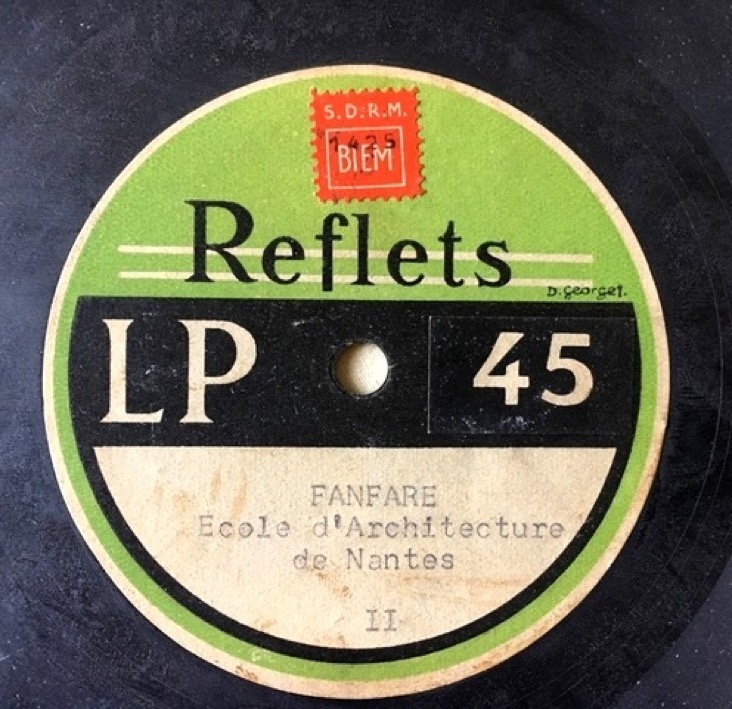 S.D.R.M.
1425
BIEM
Reflets
D. Georget.
LP 45
FANFARE
Ecole d'Architecture
de Nantes
II